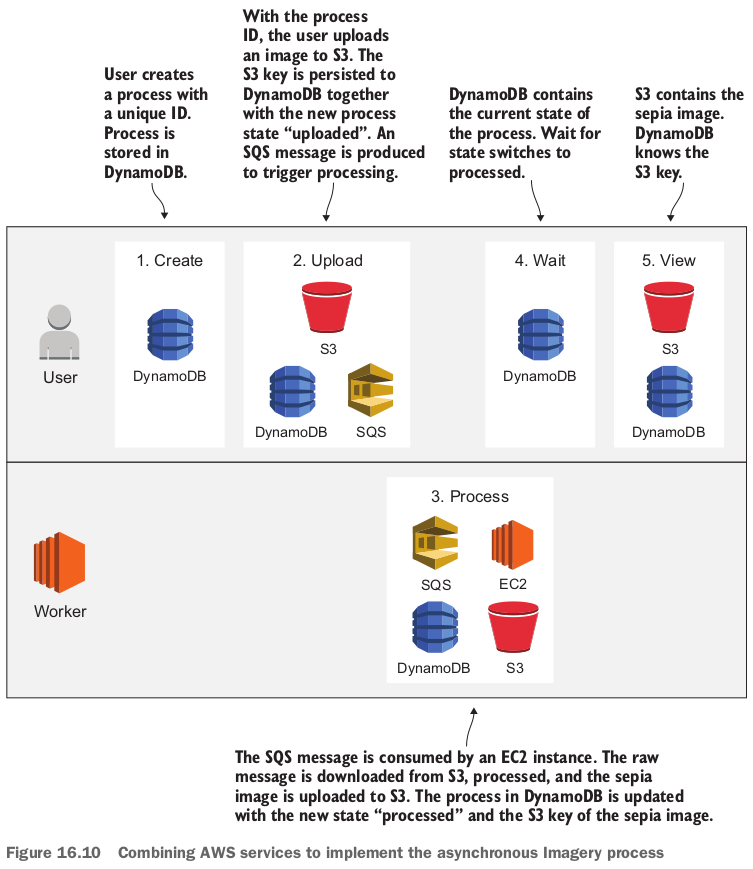 User creates
a process with
a unique ID.
Process is
stored in
DynamoDB.
With the process
ID, the user uploads
an image to S3. The
S3 key is persisted to
DynamoDB together
with the new process
state “uploaded”. An
SQS message is produced
to trigger processing.
DynamoDB contains
the current state of
the process. Wait for
state switches to
processed.
S3 contains the
sepia image.
DynamoDB
knows the
S3 key.
User
1. Create
DynamoDB
2. Upload
S3
DynamoDB
SQS
4. Wait
DynamoDB
5. View
S3
DynamoDB
Worker
3. Process
SQS
EC2
DynamoDB
S3
The SQS message is consumed by an EC2 instance. The raw
message is downloaded from S3, processed, and the sepia
image is uploaded to S3. The process in DynamoDB is updated
with the new state “processed” and the S3 key of the sepia image.
Figure 16.10 Combining AWS services to implement the asynchronous Imagery process